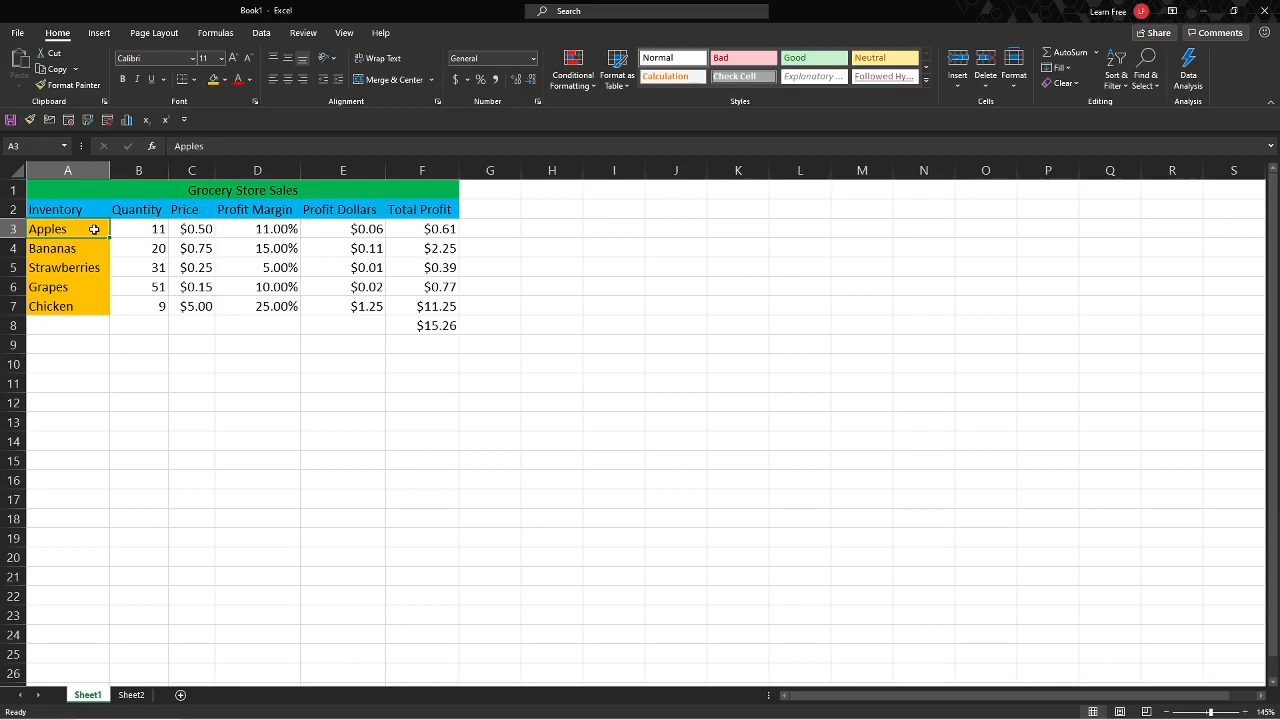 Book1 - Excel
Search
Learn Free
LF
File Home Insert Page Layout Formulas Data Review View Help
Share
Comments
Paste
Cut
Copy
Format Painter
Clipboard
Calibri 11
B I U
Font
Wrap Text
Merge & Center
Alignment
General
$ % ,
Number
Conditional Formatting
Format as Table
Normal Bad Good Neutral
Calculation Check Cell Explanatory ... Followed Hy...
Styles
Insert Delete Format
Cells
AutoSum
Fill
Clear
Sort & Filter
Find & Select
Editing
Data Analysis
Analysis
A3
fx
Apples
A B C D E F G H I J K L M N O P Q R S
1 Grocery Store Sales
2 Inventory Quantity Price Profit Margin Profit Dollars Total Profit
3 Apples 11 $0.50 11.00% $0.06 $0.61
4 Bananas 20 $0.75 15.00% $0.11 $2.25
5 Strawberries 31 $0.25 5.00% $0.01 $0.39
6 Grapes 51 $0.15 10.00% $0.02 $0.77
7 Chicken 9 $5.00 25.00% $1.25 $11.25
8 $15.26
9
10
11
12
13
14
15
16
17
18
19
20
21
22
23
24
25
26
Sheet1 Sheet2
Ready
145%